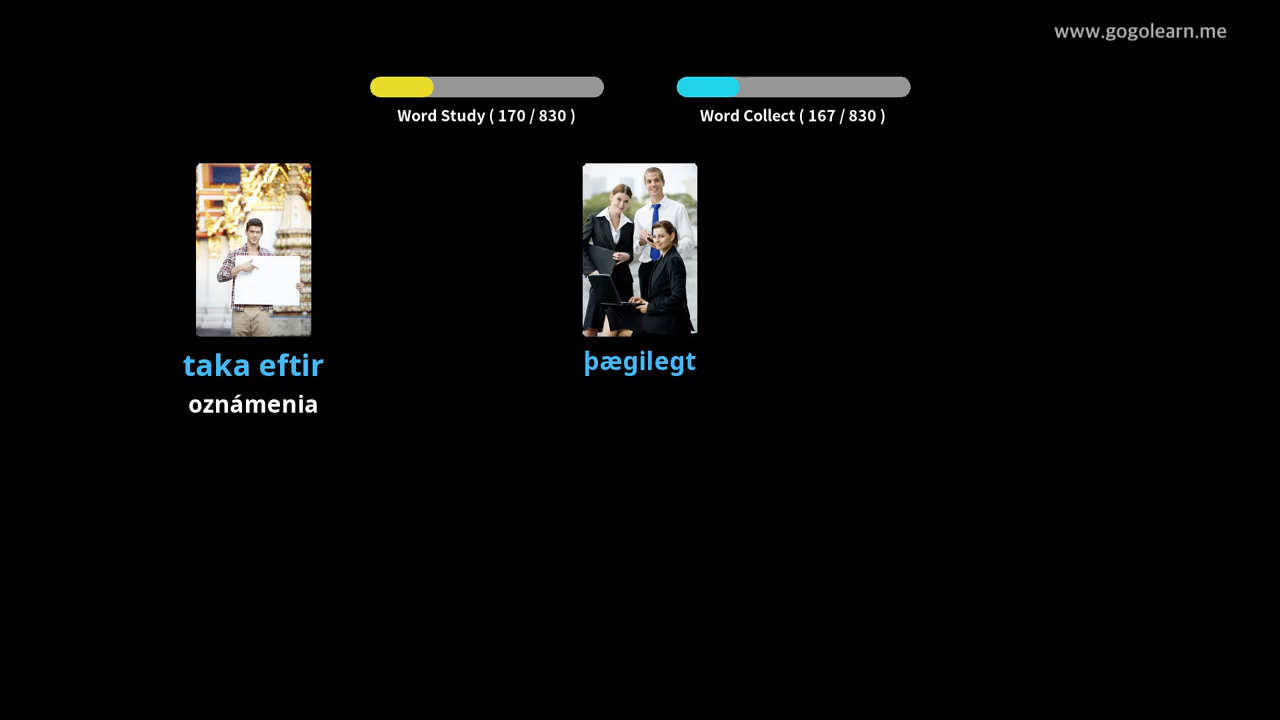 www.gogolearn.me
Word Study ( 170 / 830 )
Word Collect ( 167 / 830 )
taka eftir
oznámenia
þægilegt